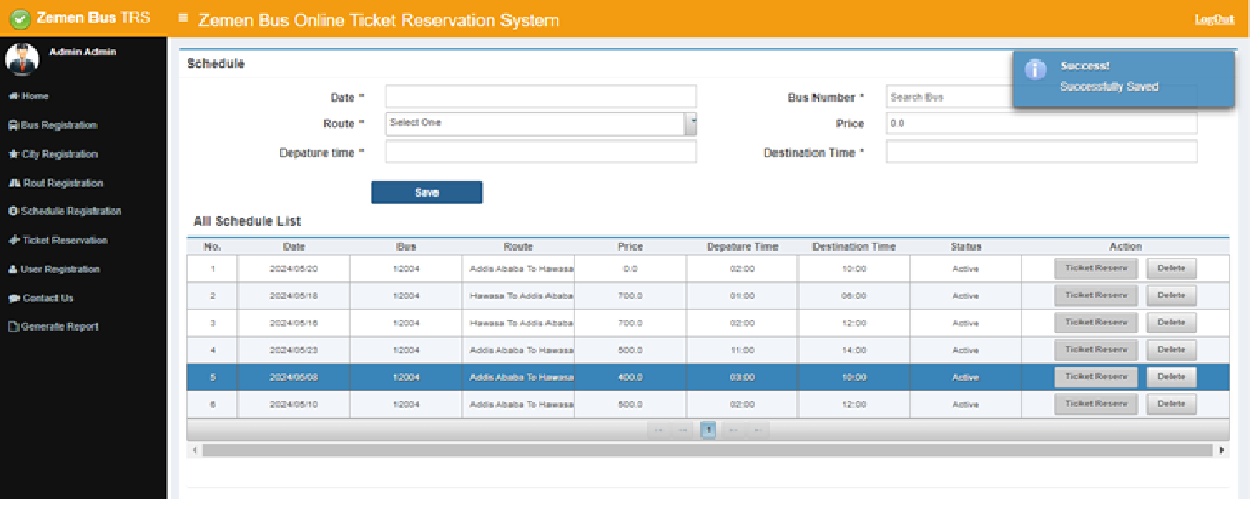 Zemen Bus TRS
Zemen Bus Online Ticket Reservation System
LogOut
Admin Admin
Home
Bus Registration
City Registration
Rout Registration
Schedule Registration
Ticket Reservation
User Registration
Contact Us
Generate Report
Schedule
Success!
Successfully Saved
Date * Bus Number * Search Bus
Route * Select One Price 0.0
Depature time * Destination Time *
Save
All Schedule List
No. Date Bus Route Price Depature Time Destination Time Status Action
1 2024/05/20 12004 Addis Ababa To Hawasa 0.0 02:00 10:00 Active Ticket Reserv Delete
2 2024/05/18 12004 Hawasa To Addis Ababa 700.0 01:00 06:00 Active Ticket Reserv Delete
3 2024/05/16 12004 Hawasa To Addis Ababa 700.0 02:00 12:00 Active Ticket Reserv Delete
4 2024/05/23 12004 Addis Ababa To Hawasa 500.0 11:00 14:00 Active Ticket Reserv Delete
5 12004 Addis Ababa To Hawasa 400.0 03:00 10:00 Active Ticket Reserv Delete
6 2024/05/10 12004 Addis Ababa To Hawasa 500.0 02:00 12:00 Active Ticket Reserv Delete
1